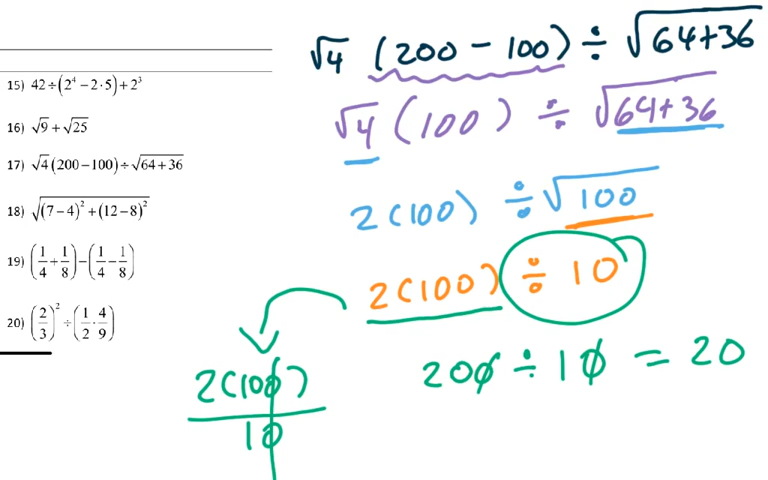 15) 42 ÷ (2⁴ − 2 · 5) + 2³
16) √9 + √25
17) √4 (200 − 100) ÷ √(64 + 36)
18) √((7 − 4)² + (12 − 8)²)
19) (1/4 ÷ 1/8) − (1/4 − 1/8)
20) (2/3)² ÷ (1/2 · 4/9)
√4 (200 − 100) ÷ √(64 + 36)
√4 (100) ÷ √(64 + 36)
2(100) ÷ √100
2(100) ÷ 10
200 ÷ 10 = 20
2(100)
10